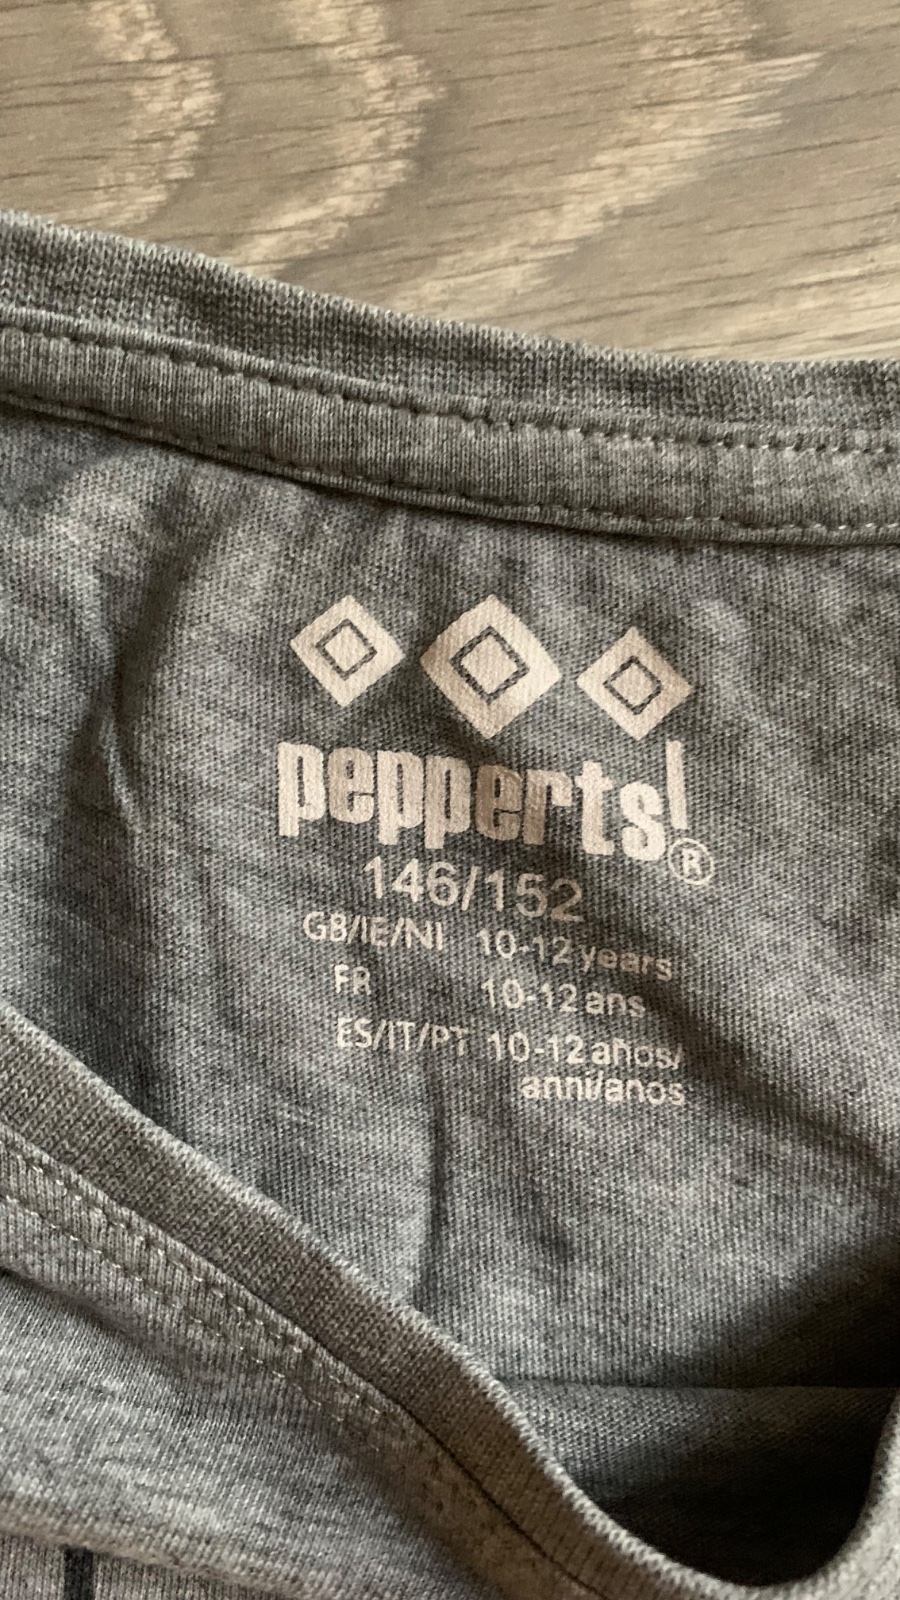 pepperts!®
146/152
GB/IE/NI 10-12 years
FR 10-12 ans
ES/IT/PT 10-12 años/
anni/anos